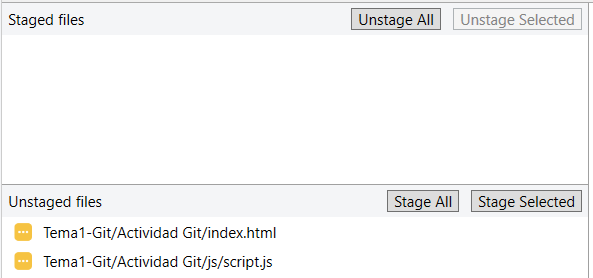 Staged files Unstage All Unstage Selected
Unstaged files Stage All Stage Selected
Tema1-Git/Actividad Git/index.html
Tema1-Git/Actividad Git/js/script.js